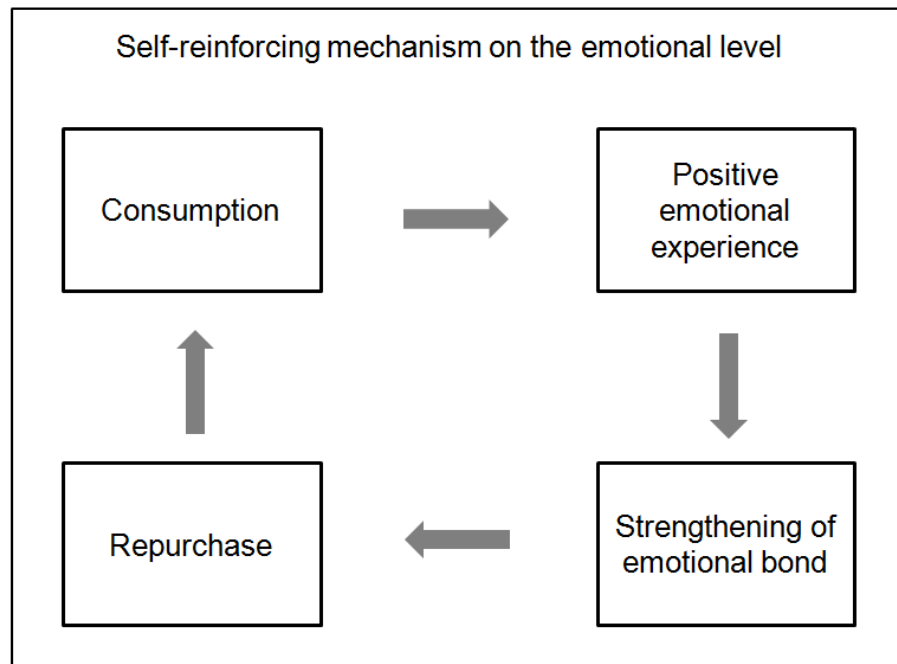 Self-reinforcing mechanism on the emotional level
Consumption
Positive
emotional
experience
Repurchase
Strengthening of
emotional bond